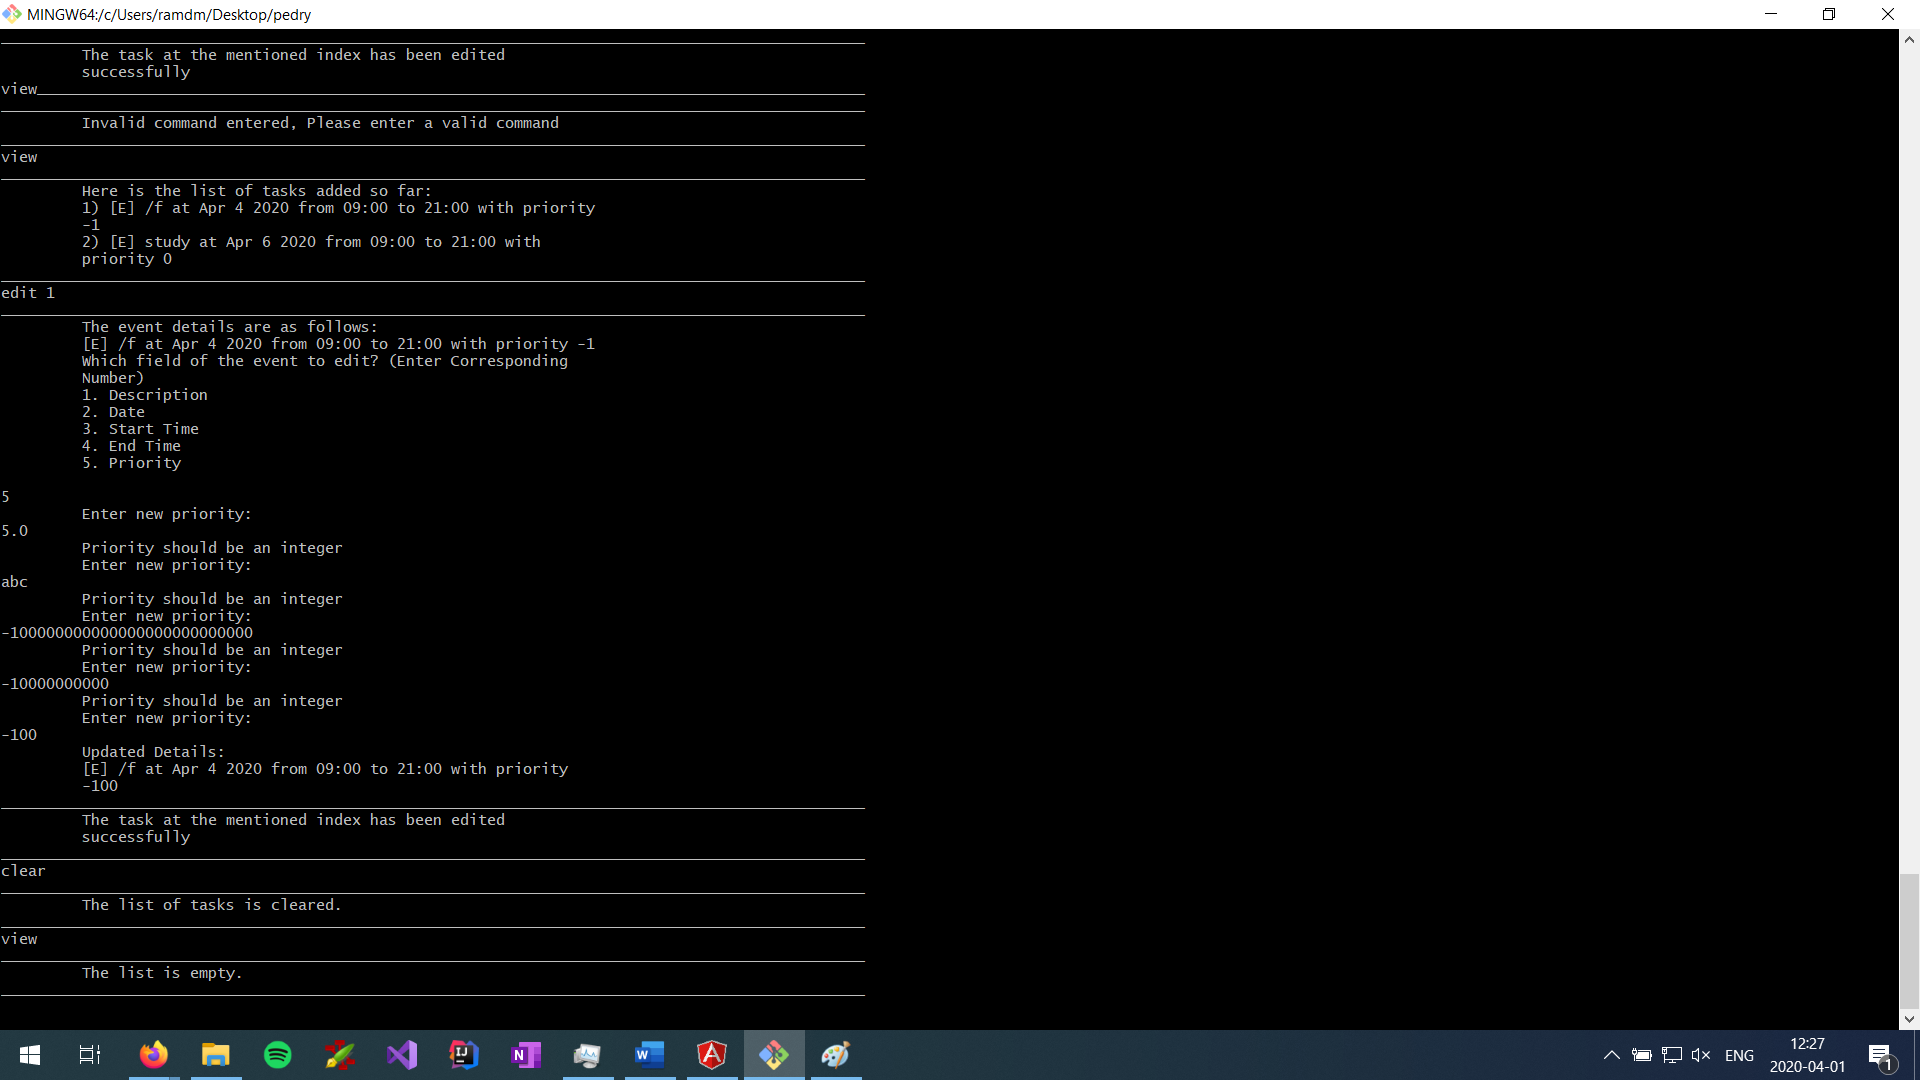 MINGW64:/c/Users/ramdm/Desktop/pedry
The task at the mentioned index has been edited
successfully
view
Invalid command entered, Please enter a valid command
view
Here is the list of tasks added so far:
1) [E] /f at Apr 4 2020 from 09:00 to 21:00 with priority
-1
2) [E] study at Apr 6 2020 from 09:00 to 21:00 with
priority 0
edit 1
The event details are as follows:
[E] /f at Apr 4 2020 from 09:00 to 21:00 with priority -1
Which field of the event to edit? (Enter Corresponding
Number)
1. Description
2. Date
3. Start Time
4. End Time
5. Priority
5
Enter new priority:
5.0
Priority should be an integer
Enter new priority:
abc
Priority should be an integer
Enter new priority:
-10000000000000000000000000
Priority should be an integer
Enter new priority:
-10000000000
Priority should be an integer
Enter new priority:
-100
Updated Details:
[E] /f at Apr 4 2020 from 09:00 to 21:00 with priority
-100
The task at the mentioned index has been edited
successfully
clear
The list of tasks is cleared.
view
The list is empty.
ENG
12:27
2020-04-01
1